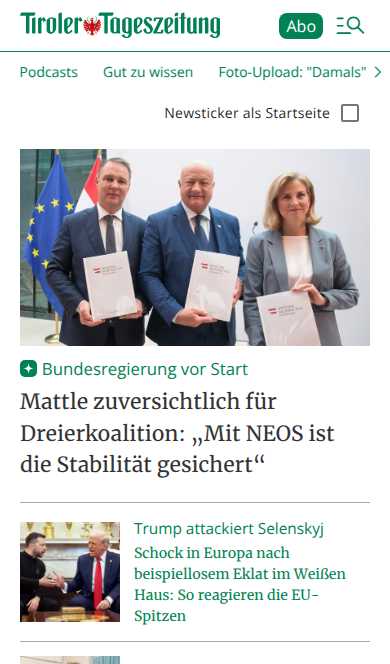 Tiroler Tageszeitung
Abo
Podcasts Gut zu wissen Foto-Upload: "Damals"
Newsticker als Startseite
Bundesregierung vor Start
Mattle zuversichtlich für
Dreierkoalition: „Mit NEOS ist
die Stabilität gesichert“
Trump attackiert Selenskyj
Schock in Europa nach
beispiellosem Eklat im Weißen
Haus: So reagieren die EU-
Spitzen